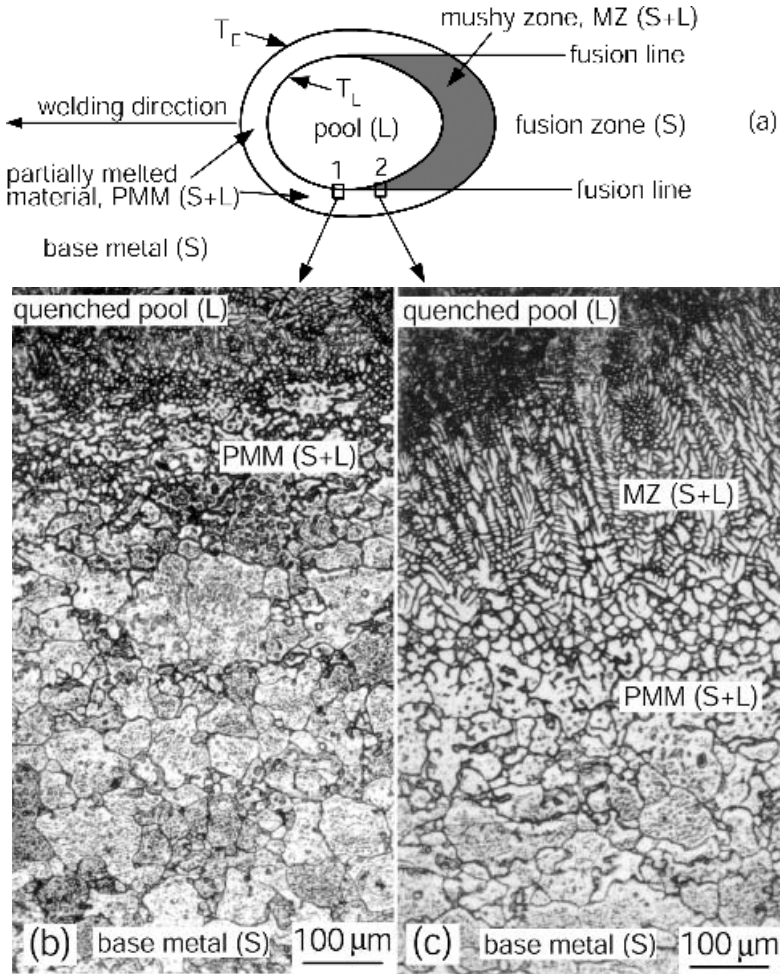 mushy zone, MZ (S+L)
T_E
fusion line
T_L
welding direction
pool (L)
fusion zone (S)
(a)
partially melted
material, PMM (S+L)
1
2
fusion line
base metal (S)
quenched pool (L)
PMM (S+L)
(b)
base metal (S)
100 μm
quenched pool (L)
MZ (S+L)
PMM (S+L)
(c)
base metal (S)
100 μm